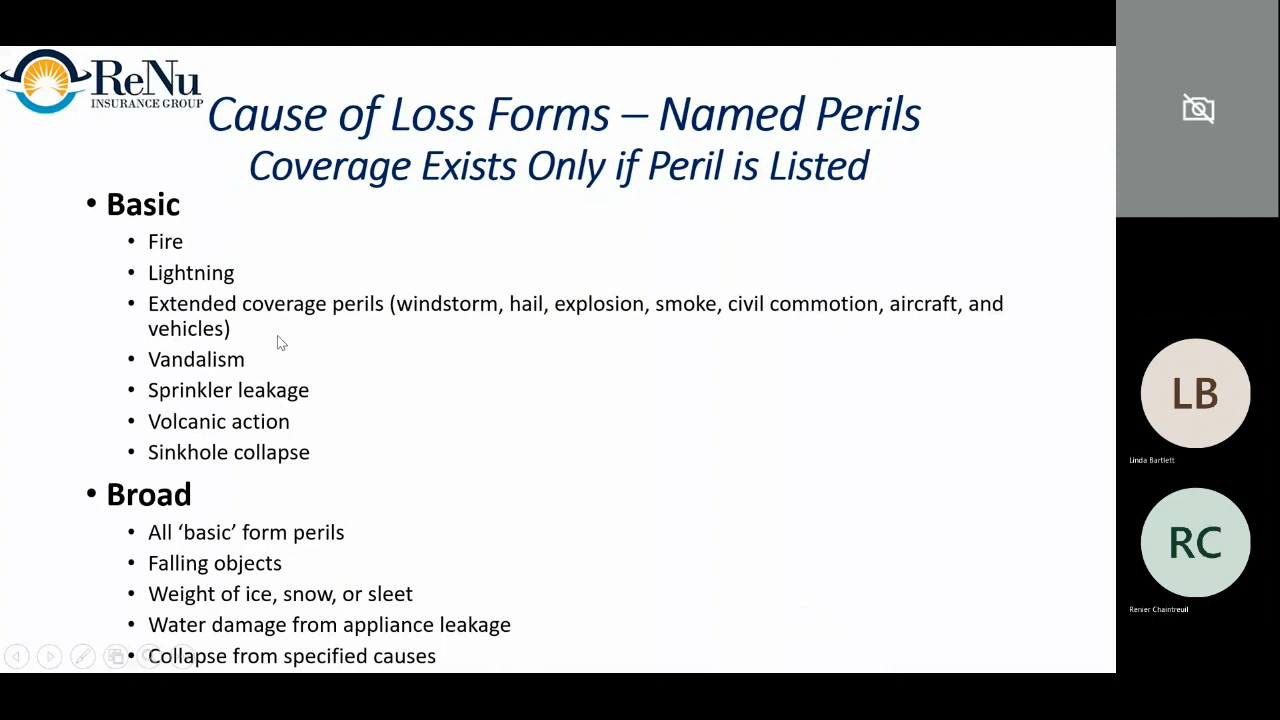 ReNu
INSURANCE GROUP
Cause of Loss Forms – Named Perils
Coverage Exists Only if Peril is Listed
• Basic
• Fire
• Lightning
• Extended coverage perils (windstorm, hail, explosion, smoke, civil commotion, aircraft, and
vehicles)
• Vandalism
• Sprinkler leakage
• Volcanic action
• Sinkhole collapse
• Broad
• All ‘basic’ form perils
• Falling objects
• Weight of ice, snow, or sleet
• Water damage from appliance leakage
• Collapse from specified causes
LB
Linda Bartlett
RC
Renier Chaintreuil